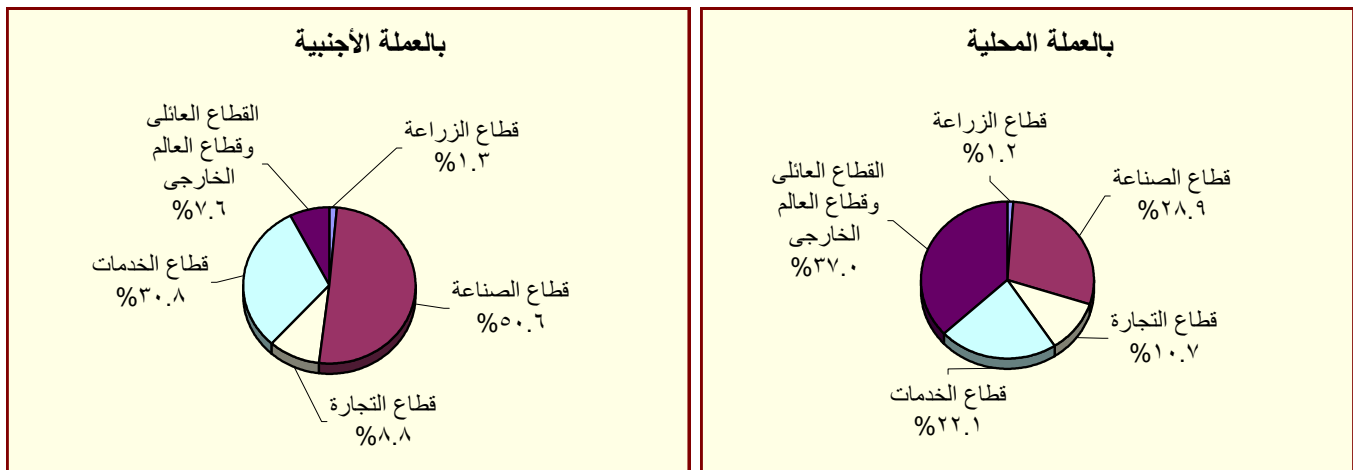 بالعملة المحلية
قطاع الزراعة
%١.٢
قطاع الصناعة
%٢٨.٩
قطاع التجارة
%١٠.٧
قطاع الخدمات
%٢٢.١
القطاع العائلى
وقطاع العالم
الخارجى
%٣٧.٠
بالعملة الأجنبية
قطاع الزراعة
%١.٣
قطاع الصناعة
%٥٠.٦
قطاع التجارة
%٨.٨
قطاع الخدمات
%٣٠.٨
القطاع العائلى
وقطاع العالم
الخارجى
%٧.٦